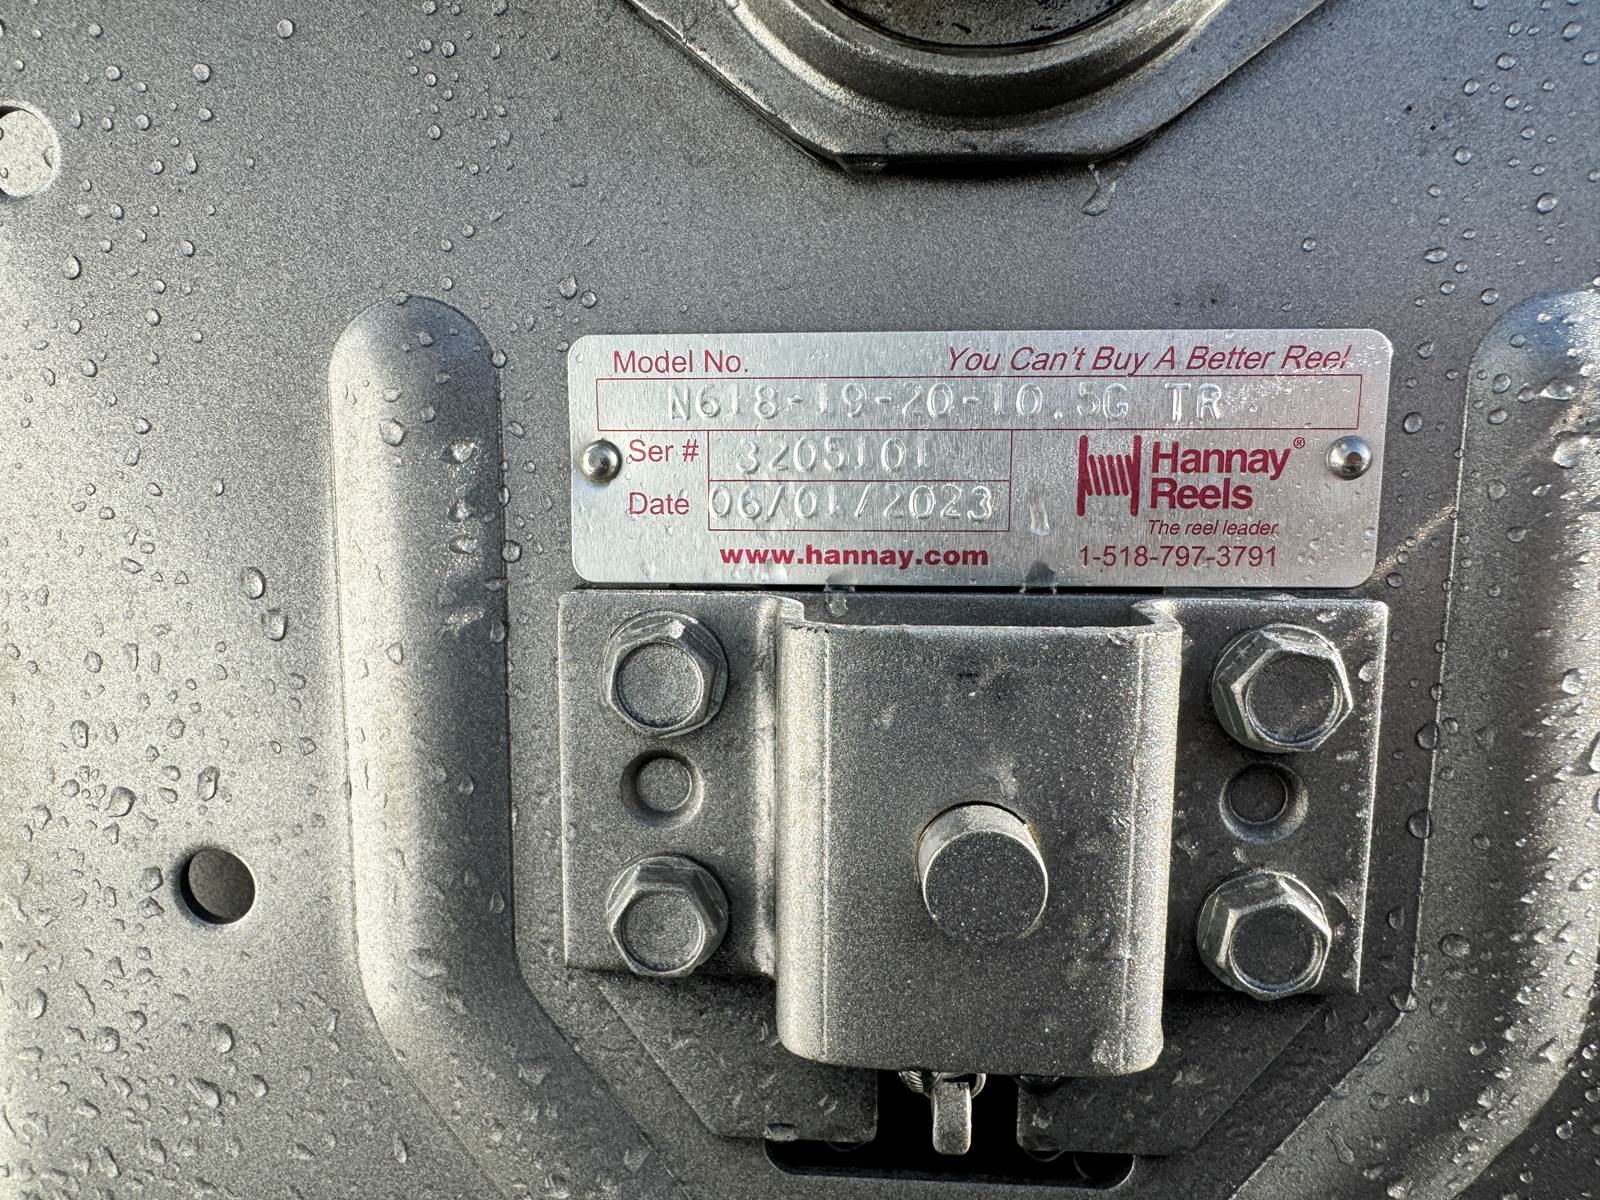 Model No. You Can't Buy A Better Reel
N618-19-20-10.5G TR
Ser # 3205101
Hannay®
Reels
Date 06/01/2023
The reel leader
www.hannay.com 1-518-797-3791